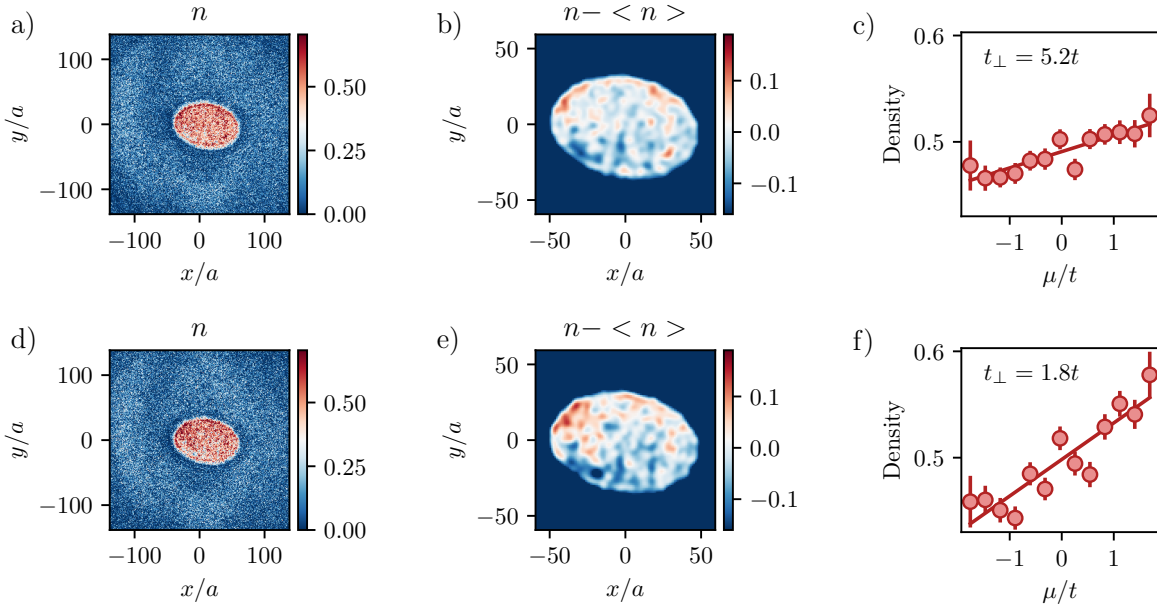 a)
n
100
0
−100
y/a
−100
0
100
x/a
0.50
0.25
0.00
b)
n− < n >
50
0
−50
y/a
−50
0
50
x/a
0.1
0.0
−0.1
c)
t⊥ = 5.2t
0.6
0.5
Density
−1
0
1
μ/t
d)
n
100
0
−100
y/a
−100
0
100
x/a
0.50
0.25
0.00
e)
n− < n >
50
0
−50
y/a
−50
0
50
x/a
0.1
0.0
−0.1
f)
t⊥ = 1.8t
0.6
0.5
Density
−1
0
1
μ/t